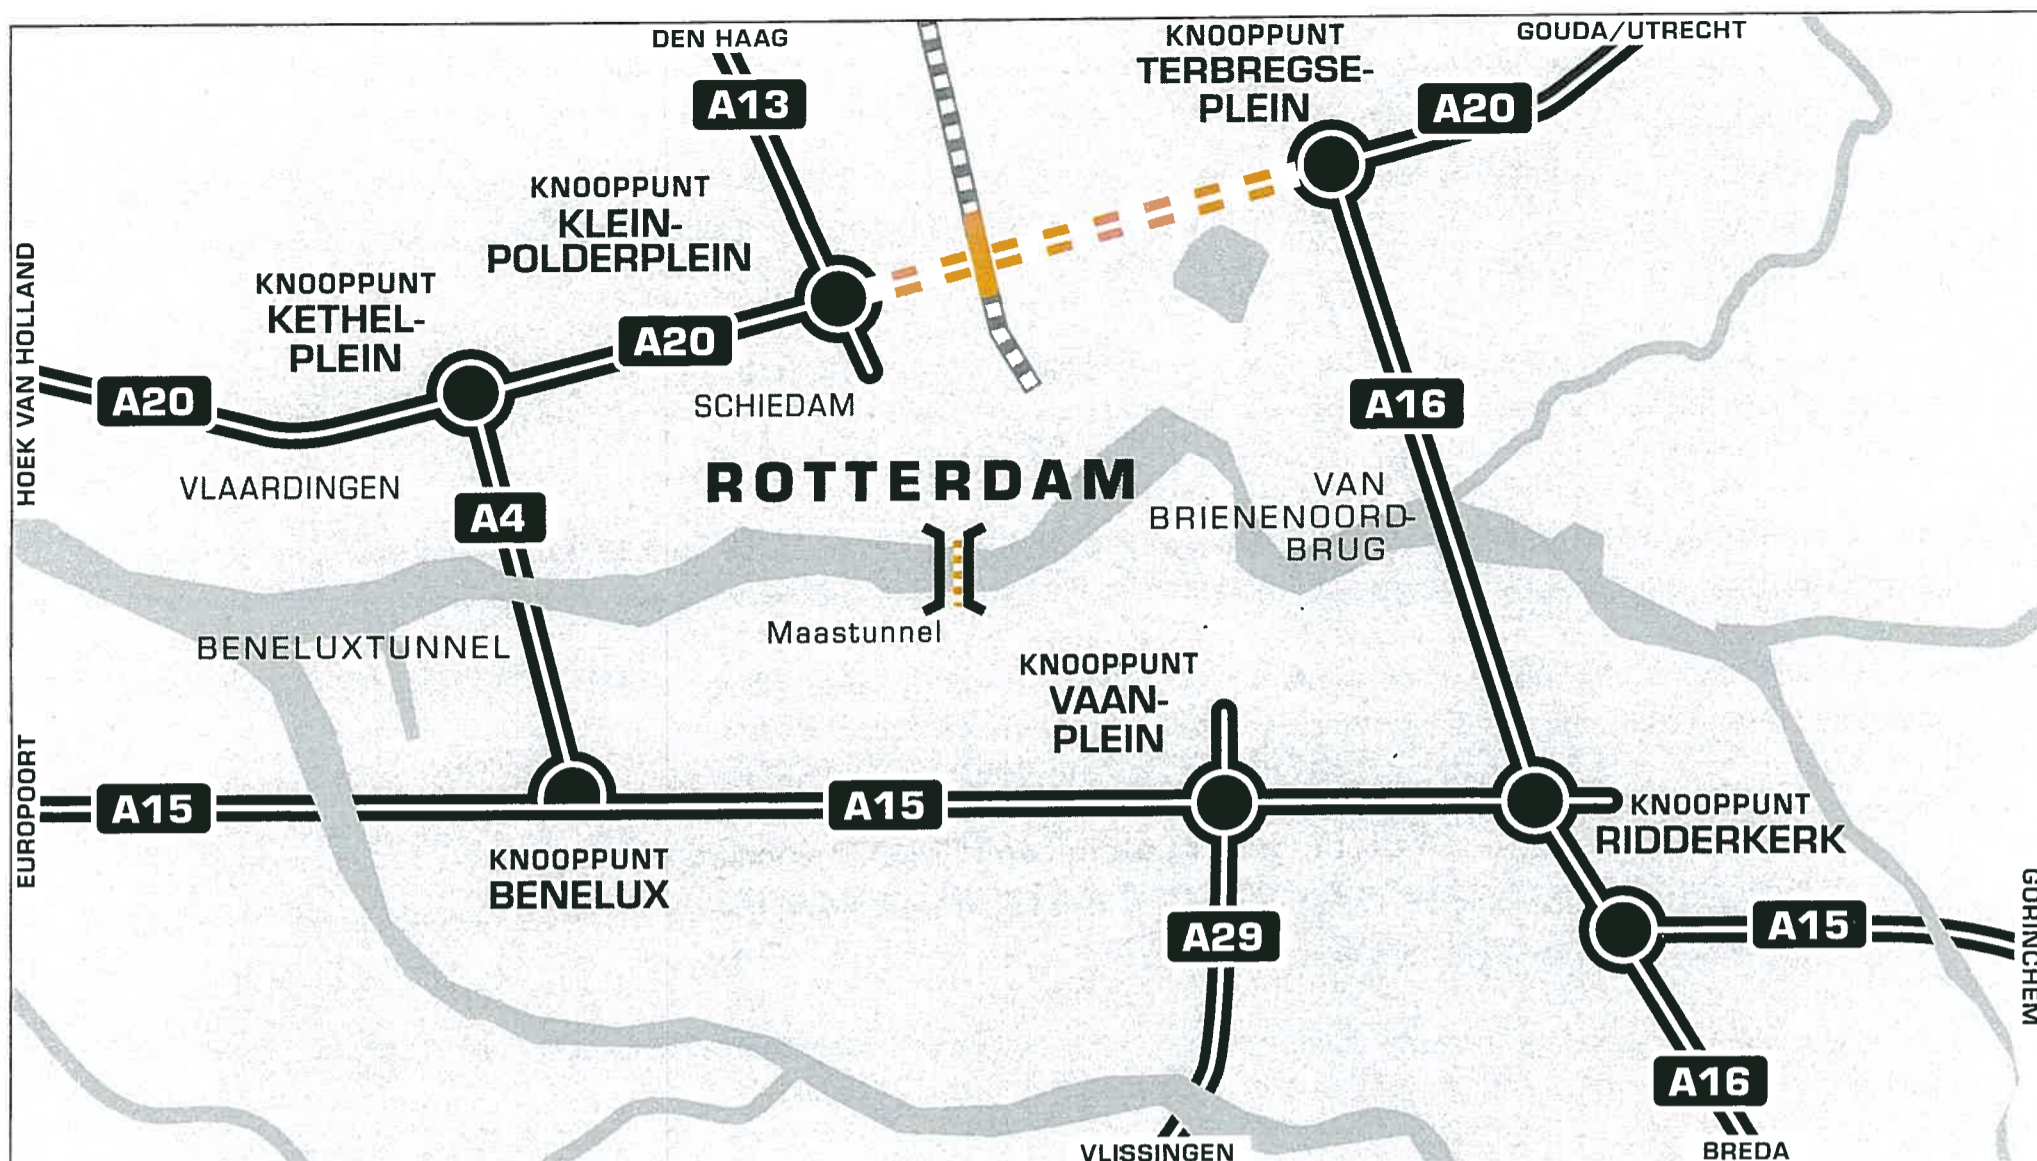 DEN HAAG
A13
KNOOPPUNT
TERBREGSE-
PLEIN
GOUDA/UTRECHT
A20
KNOOPPUNT
KLEIN-
POLDERPLEIN
KNOOPPUNT
KETHEL-
PLEIN
A20
HOEK VAN HOLLAND
A20
SCHIEDAM
A16
VLAARDINGEN
A4
ROTTERDAM
VAN
BRIENENOORD-
BRUG
BENELUXTUNNEL
Maastunnel
KNOOPPUNT
VAAN-
PLEIN
EUROPOORT
A15
A15
KNOOPPUNT
RIDDERKERK
KNOOPPUNT
BENELUX
A29
A15
GORINCHEM
A16
VLISSINGEN
BREDA